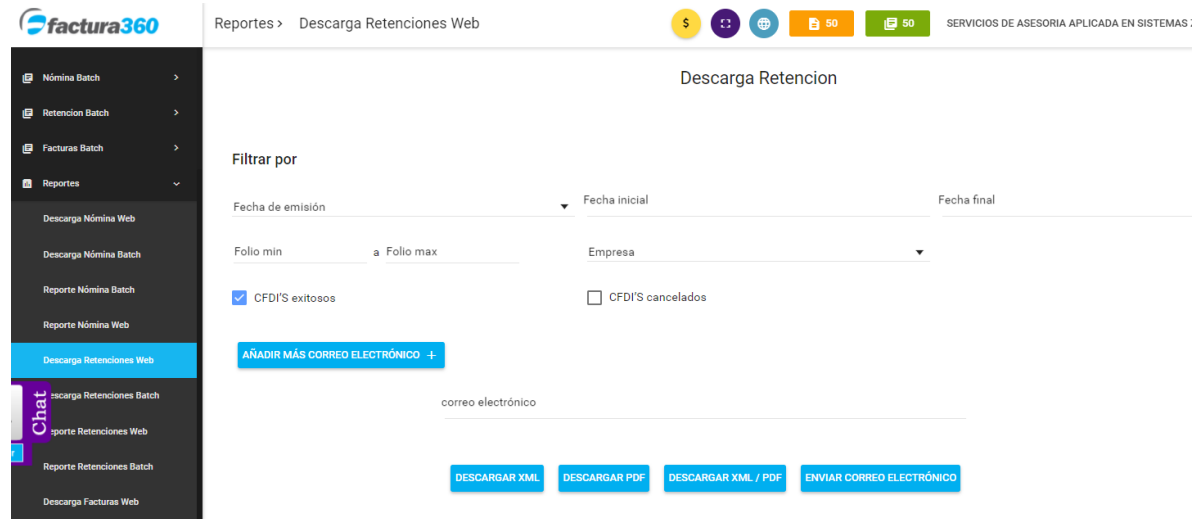 factura360
Reportes > Descarga Retenciones Web
$ 50 50 SERVICIOS DE ASESORIA APLICADA EN SISTEMAS
Nómina Batch
Retencion Batch
Facturas Batch
Reportes
Descarga Nómina Web
Descarga Nómina Batch
Reporte Nómina Batch
Reporte Nómina Web
Descarga Retenciones Web
escarga Retenciones Batch
eporte Retenciones Web
Reporte Retenciones Batch
Descarga Facturas Web
Chat
Descarga Retencion
Filtrar por
Fecha de emisión Fecha inicial Fecha final
Folio min a Folio max Empresa
CFDI'S exitosos CFDI'S cancelados
AÑADIR MÁS CORREO ELECTRÓNICO +
correo electrónico
DESCARGAR XML DESCARGAR PDF DESCARGAR XML / PDF ENVIAR CORREO ELECTRÓNICO